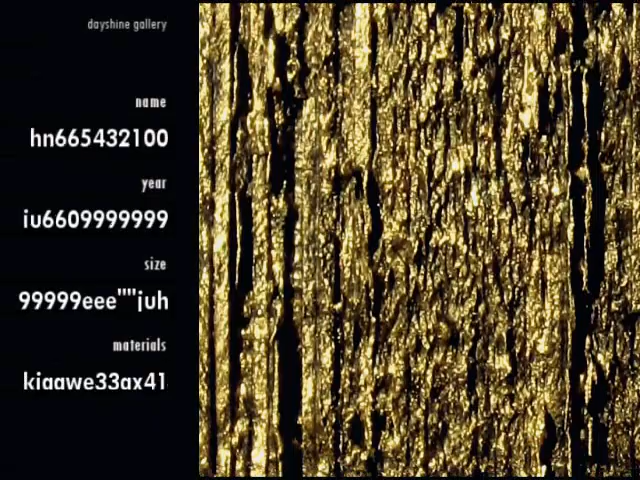 dayshine gallery
name
hn665432100
year
iu6609999999
size
99999eee""juh
materials
kiaawe33ax41